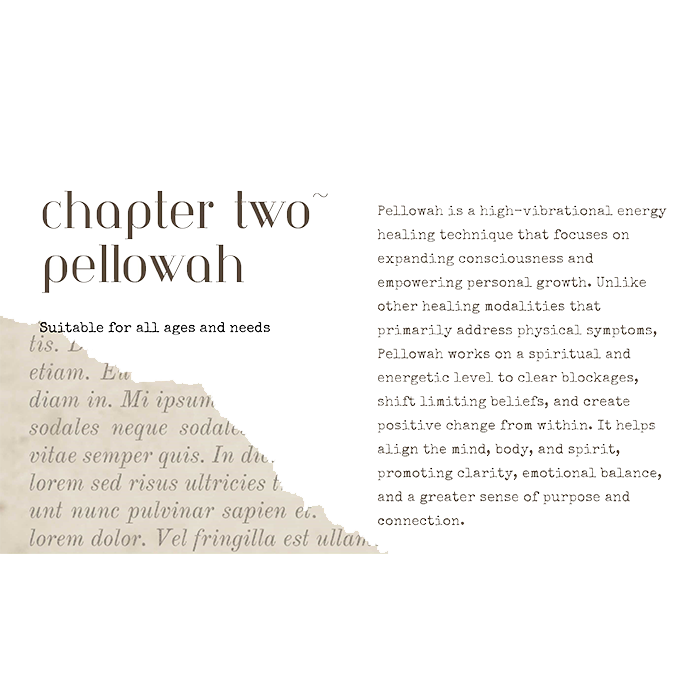 chapter two~
pellowah
Suitable for all ages and needs
tis. D
etiam. Eu
diam in. Mi ipsum
sodales neque sodales
vitae semper quis. In di
lorem sed risus ultricies t
unt nunc pulvinar sapien et.
lorem dolor. Vel fringilla est ullam
Pellowah is a high-vibrational energy
healing technique that focuses on
expanding consciousness and
empowering personal growth. Unlike
other healing modalities that
primarily address physical symptoms,
Pellowah works on a spiritual and
energetic level to clear blockages,
shift limiting beliefs, and create
positive change from within. It helps
align the mind, body, and spirit,
promoting clarity, emotional balance,
and a greater sense of purpose and
connection.